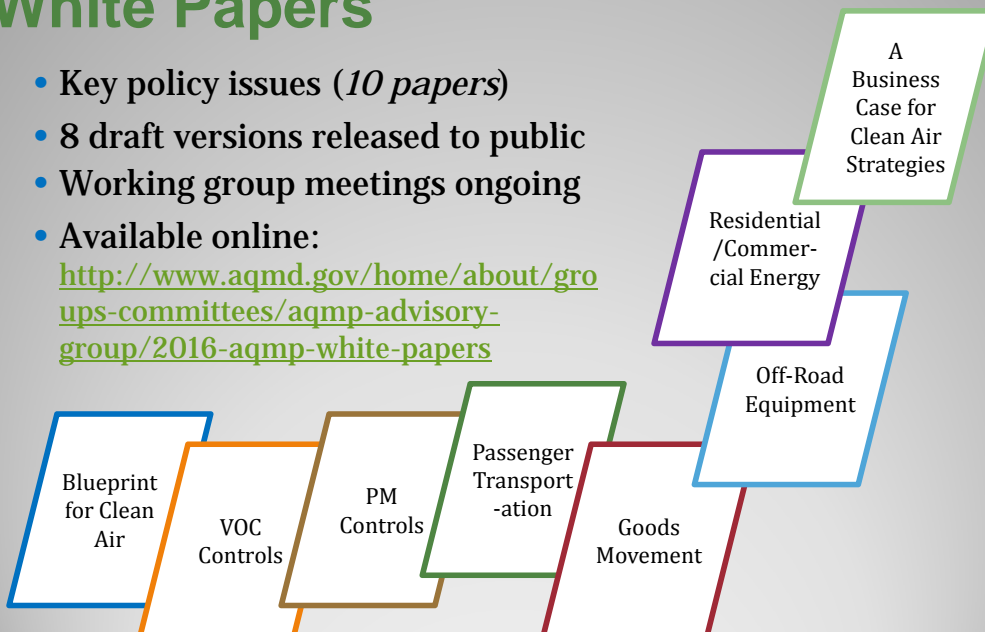 White Papers
• Key policy issues (10 papers)
• 8 draft versions released to public
• Working group meetings ongoing
• Available online:
http://www.aqmd.gov/home/about/gro
ups-committees/aqmp-advisory-
group/2016-aqmp-white-papers
A
Business
Case for
Clean Air
Strategies
Residential
/Commer-
cial Energy
Off-Road
Equipment
Blueprint
for Clean
Air
VOC
Controls
PM
Controls
Passenger
Transport
-ation
Goods
Movement